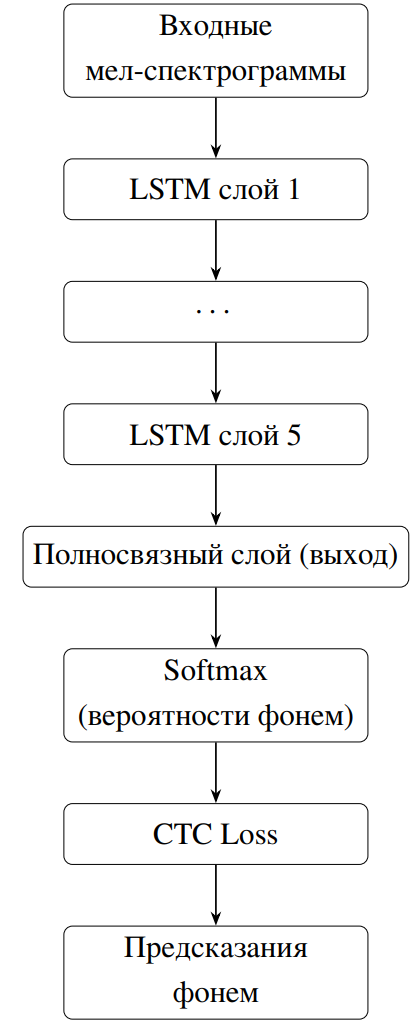 Входные
мел-спектрограммы
LSTM слой 1
...
LSTM слой 5
Полносвязный слой (выход)
Softmax
(вероятности фонем)
CTC Loss
Предсказания
фонем